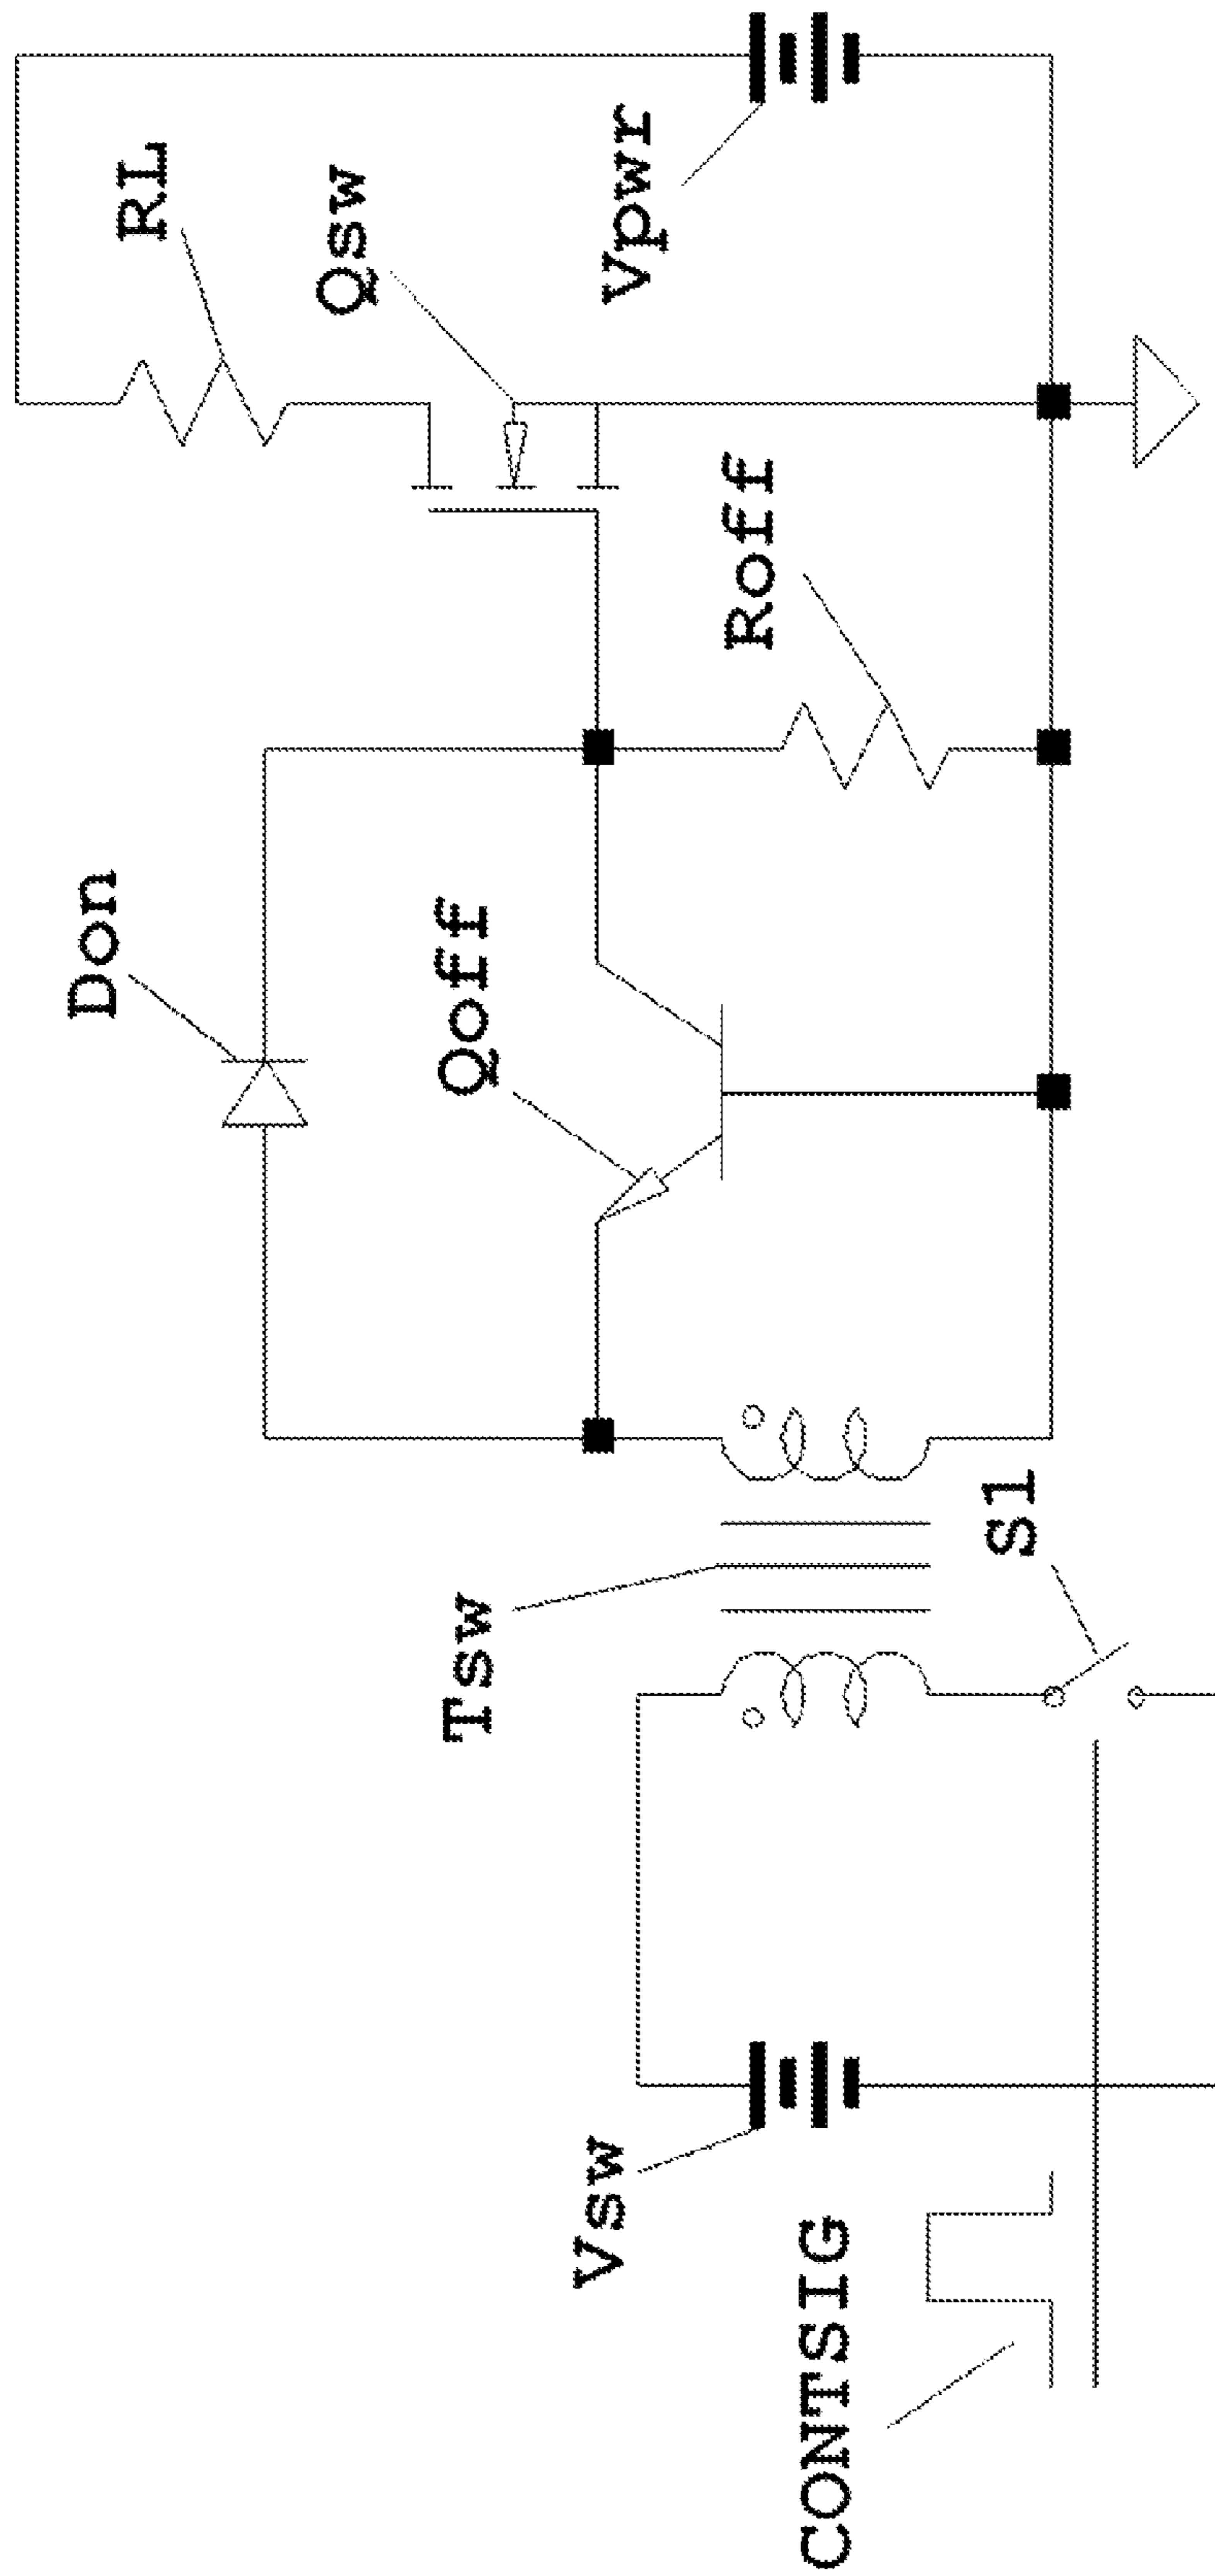 RL
Qsw
Vpwr
Don
Qoff
Roff
Tsw
S1
Vsw
CONTSIG